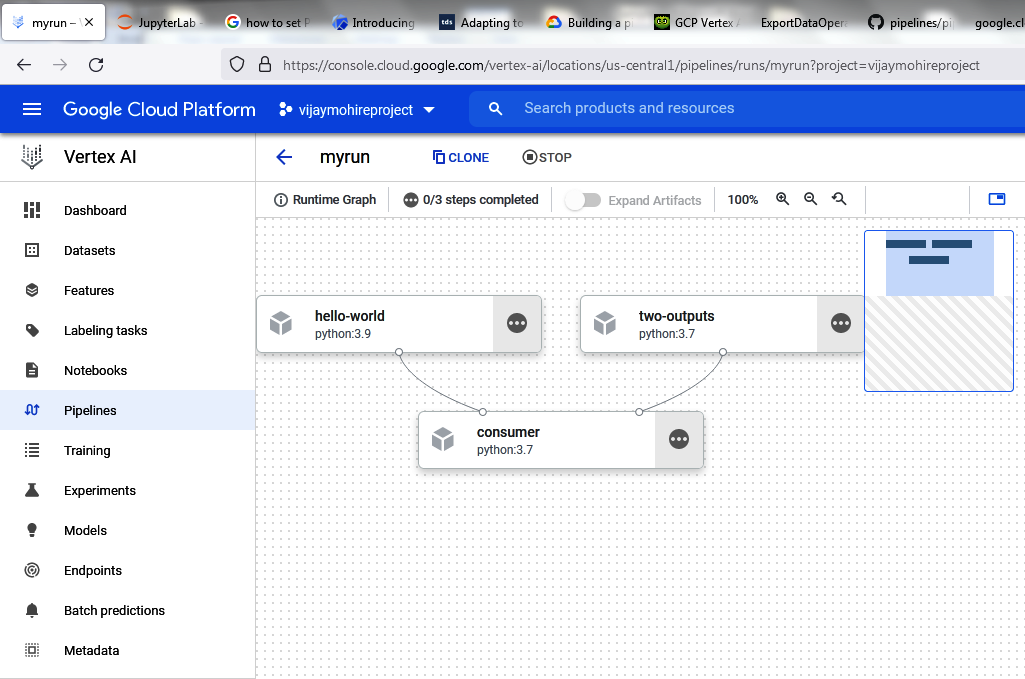 myrun – V
JupyterLab -
how to set P
Introducing
tds
Adapting to
Building a pi
GCP Vertex A
ExportDataOpera
pipelines/pi
google.cl
https://console.cloud.google.com/vertex-ai/locations/us-central1/pipelines/runs/myrun?project=vijaymohireproject
Google Cloud Platform
vijaymohireproject
Search products and resources
Vertex AI
myrun
CLONE
STOP
Runtime Graph
0/3 steps completed
Expand Artifacts
100%
Dashboard
Datasets
Features
Labeling tasks
Notebooks
Pipelines
Training
Experiments
Models
Endpoints
Batch predictions
Metadata
hello-world
python:3.9
two-outputs
python:3.7
consumer
python:3.7